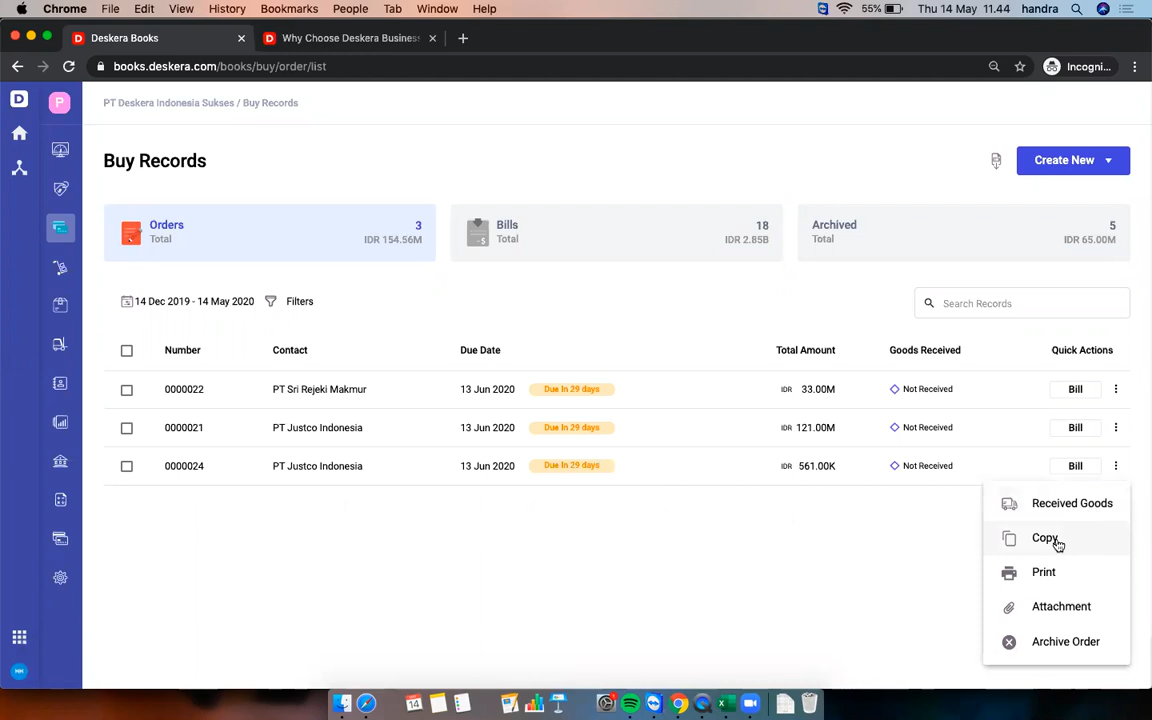 Chrome File Edit View History Bookmarks People Tab Window Help 55% Thu 14 May 11.44 handra
D Deskera Books D Why Choose Deskera Business
books.deskera.com/books/buy/order/list Incogni...
D P PT Deskera Indonesia Sukses / Buy Records
Buy Records Create New
Orders 3 Bills 18 Archived 5
Total IDR 154.56M Total IDR 2.85B Total IDR 65.00M
14 Dec 2019 - 14 May 2020 Filters Search Records
Number Contact Due Date Total Amount Goods Received Quick Actions
0000022 PT Sri Rejeki Makmur 13 Jun 2020 Due In 29 days IDR 33.00M Not Received Bill
0000021 PT Justco Indonesia 13 Jun 2020 Due In 29 days IDR 121.00M Not Received Bill
0000024 PT Justco Indonesia 13 Jun 2020 Due In 29 days IDR 561.00K Not Received Bill
Received Goods
Copy
Print
Attachment
Archive Order
MM
14